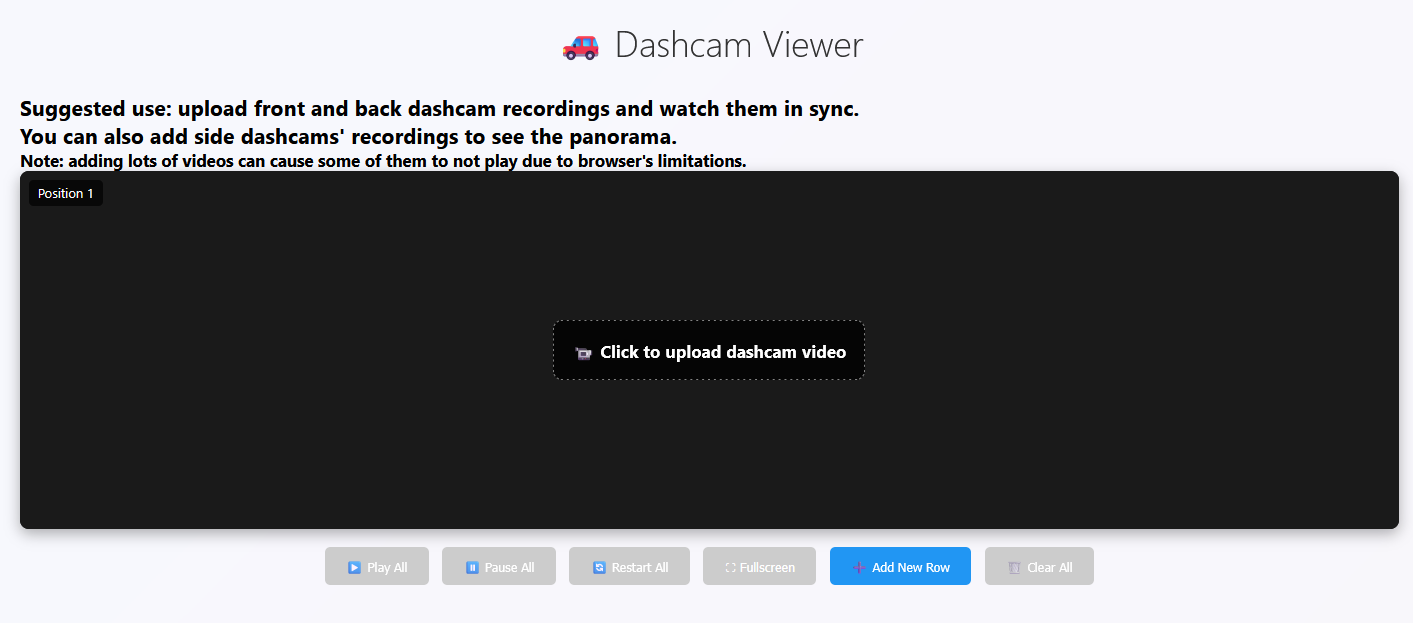 Dashcam Viewer
Suggested use: upload front and back dashcam recordings and watch them in sync.
You can also add side dashcams' recordings to see the panorama.
Note: adding lots of videos can cause some of them to not play due to browser's limitations.
Position 1
Click to upload dashcam video
Play All
Pause All
Restart All
Fullscreen
Add New Row
Clear All